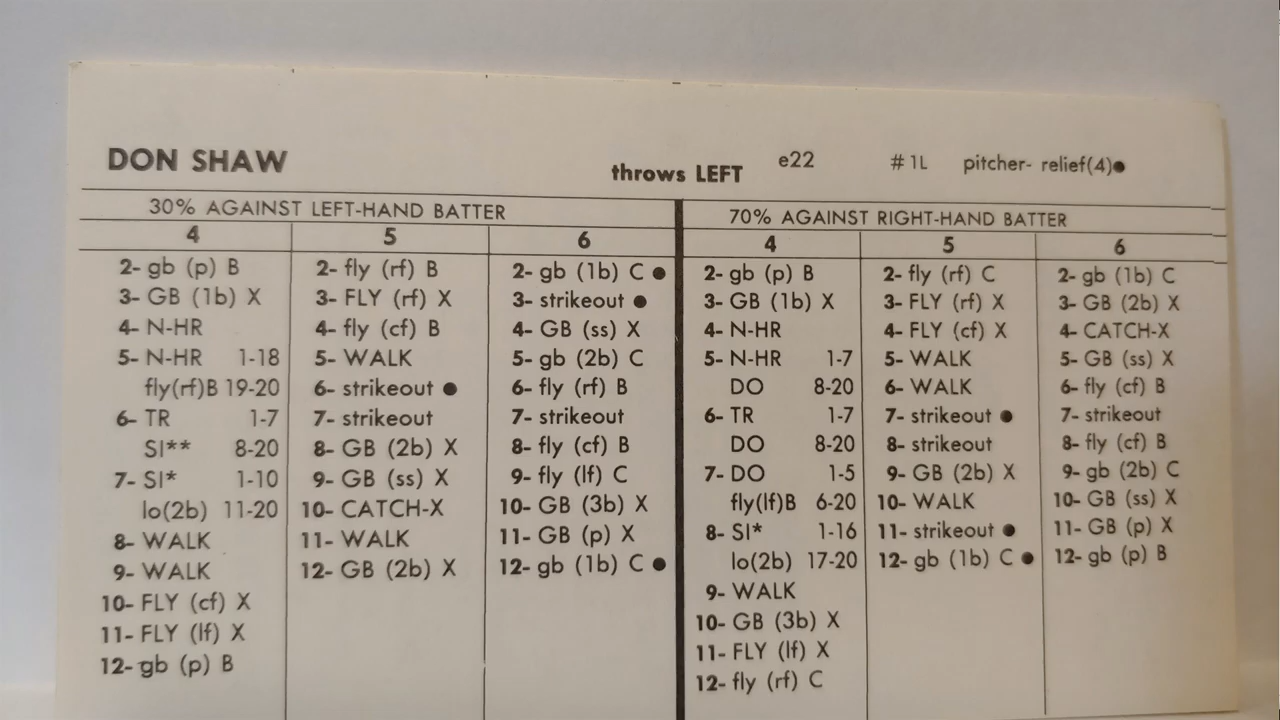 DON SHAW throws LEFT e22 #1L pitcher- relief(4)●
30% AGAINST LEFT-HAND BATTER
4
2- gb (p) B
3- GB (1b) X
4- N-HR
5- N-HR 1-18
fly(rf)B 19-20
6- TR 1-7
SI** 8-20
7- SI* 1-10
lo(2b) 11-20
8- WALK
9- WALK
10- FLY (cf) X
11- FLY (lf) X
12- gb (p) B
5
2- fly (rf) B
3- FLY (rf) X
4- fly (cf) B
5- WALK
6- strikeout ●
7- strikeout
8- GB (2b) X
9- GB (ss) X
10- CATCH-X
11- WALK
12- GB (2b) X
6
2- gb (1b) C ●
3- strikeout ●
4- GB (ss) X
5- gb (2b) C
6- fly (rf) B
7- strikeout
8- fly (cf) B
9- fly (lf) C
10- GB (3b) X
11- GB (p) X
12- gb (1b) C ●
70% AGAINST RIGHT-HAND BATTER
4
2- gb (p) B
3- GB (1b) X
4- N-HR
5- N-HR 1-7
DO 8-20
6- TR 1-7
DO 8-20
7- DO 1-5
fly(lf)B 6-20
8- SI* 1-16
lo(2b) 17-20
9- WALK
10- GB (3b) X
11- FLY (lf) X
12- fly (rf) C
5
2- fly (rf) C
3- FLY (rf) X
4- FLY (cf) X
5- WALK
6- WALK
7- strikeout ●
8- strikeout
9- GB (2b) X
10- WALK
11- strikeout ●
12- gb (1b) C ●
6
2- gb (1b) C
3- GB (2b) X
4- CATCH-X
5- GB (ss) X
6- fly (cf) B
7- strikeout
8- fly (cf) B
9- gb (2b) C
10- GB (ss) X
11- GB (p) X
12- gb (p) B